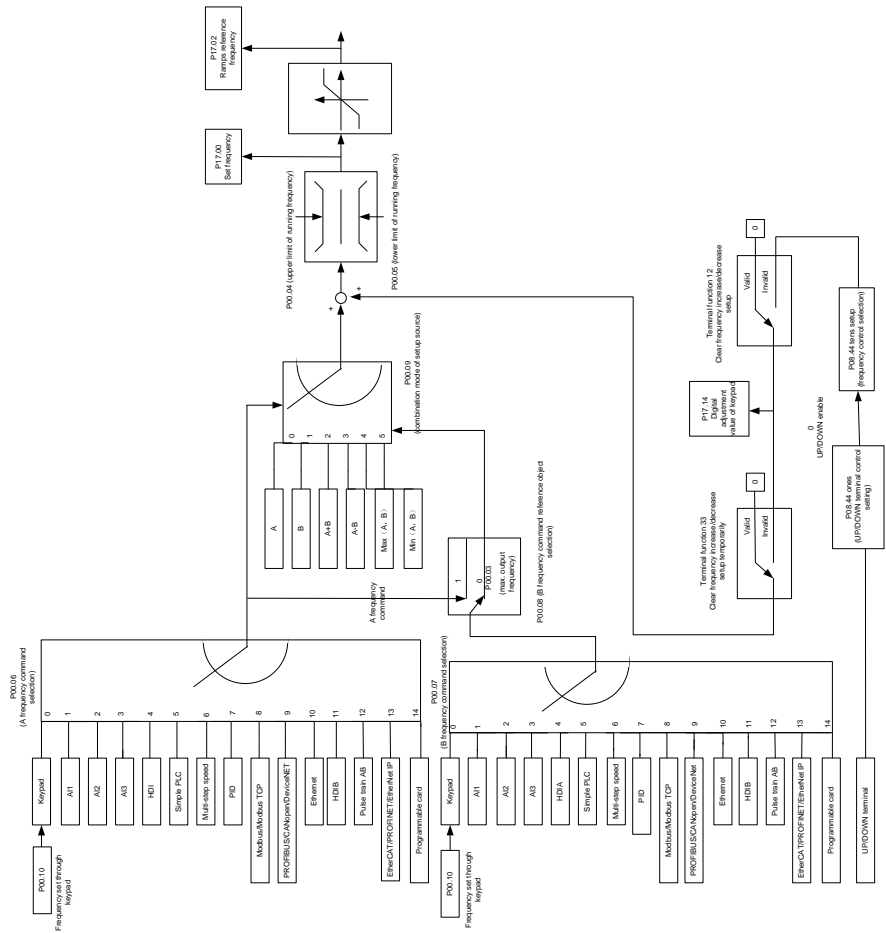 P00.10
Frequency set through
keypad
Keypad
AI1
AI2
AI3
HDI
Simple PLC
Multi-step speed
PID
Modbus/Modbus TCP
PROFIBUS/CANopen/DeviceNET
Ethernet
HDIB
Pulse train AB
EtherCAT/PROFINET/EtherNet IP
Programmable card
P00.06
(A frequency command
selection)
0
1
2
3
4
5
6
7
8
9
10
11
12
13
14
A frequency
command
P00.10
Frequency set through
keypad
Keypad
AI1
AI2
AI3
HDIA
Simple PLC
Multi-step speed
PID
Modbus/Modbus TCP
PROFIBUS/CANopen/DeviceNet
Ethernet
HDIB
Pulse train AB
EtherCAT/PROFINET/EtherNet IP
Programmable card
P00.07
(B frequency command selection)
0
1
2
3
4
5
6
7
8
9
10
11
12
13
14
1
0
P00.03
(max. output
frequency)
P00.08 (B frequency command reference object
selection)
A
B
A+B
A-B
Max (A, B)
Min (A, B)
0
1
2
3
4
5
P00.09
(combination mode of setup source)
+
+
P00.04 (upper limit of running frequency)
P00.05 (lower limit of running frequency)
P17.00
Set frequency
P17.02
Ramps reference
frequency
UP/DOWN terminal
P08.44 ones
(UP/DOWN terminal control
setting)
0
UP/DOWN enable
P08.44 tens setup
(frequency control selection)
Terminal function 33
Clear frequency increase/decrease
setup temporarily
Valid
Invalid
0
P17.14
Digital
adjustment
value of keypad
Terminal function 12
Clear frequency increase/decrease
setup
Valid
Invalid
0